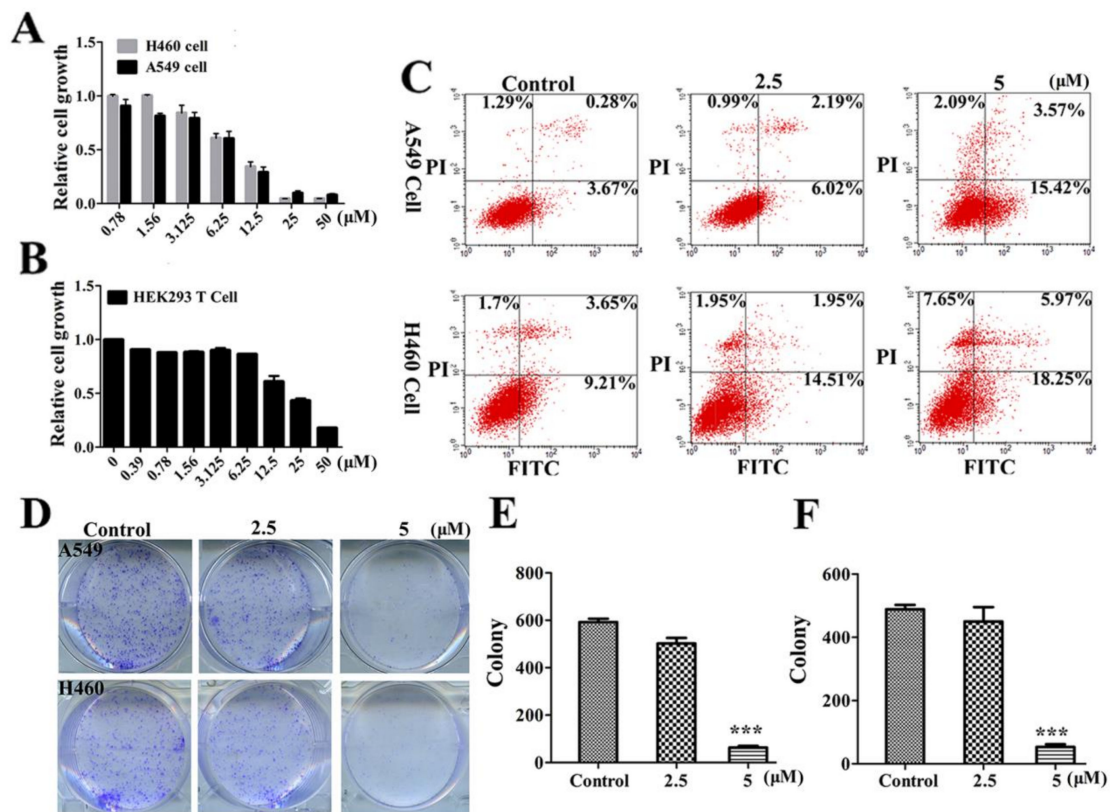 A
1.5
1.0
0.5
0.0
Relative cell growth
H460 cell
A549 cell
0.78
1.56
3.125
6.25
12.5
25
50
(μM)
B
1.5
1.0
0.5
0.0
Relative cell growth
HEK293 T Cell
0
0.39
0.78
1.56
3.125
6.25
12.5
25
50
(μM)
C
Control
2.5
5
(μM)
A549 Cell
PI
1.29%
0.28%
3.67%
PI
0.99%
2.19%
6.02%
PI
2.09%
3.57%
15.42%
H460 Cell
PI
1.7%
3.65%
9.21%
FITC
PI
1.95%
1.95%
14.51%
FITC
PI
7.65%
5.97%
18.25%
FITC
D
Control
2.5
5
(μM)
A549
H460
E
800
600
400
200
0
Colony
***
Control
2.5
5
(μM)
F
600
400
200
0
Colony
***
Control
2.5
5
(μM)